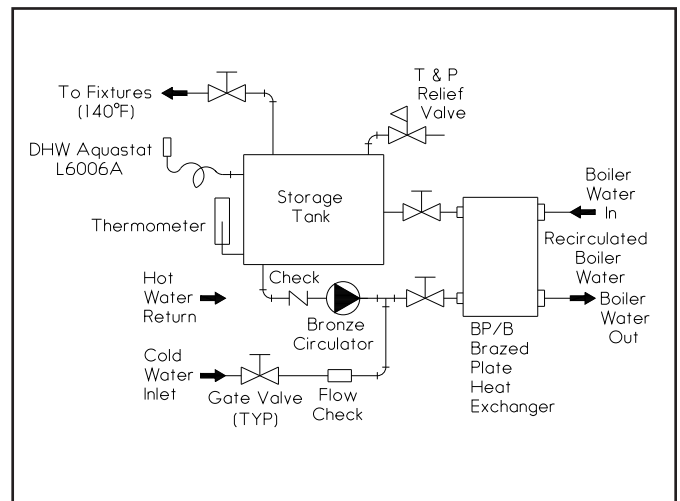 T & P
Relief
Valve
To Fixtures
(140°F)
DHW Aquastat
L6006A
Storage
Tank
Boiler
Water
In
Thermometer
Recirculated
Boiler
Water
Check
Hot
Water
Return
Bronze
Circulator
Boiler
Water
Out
BP/B
Brazed
Plate
Heat
Exchanger
Cold
Water
Inlet
Gate Valve
(TYP)
Flow
Check